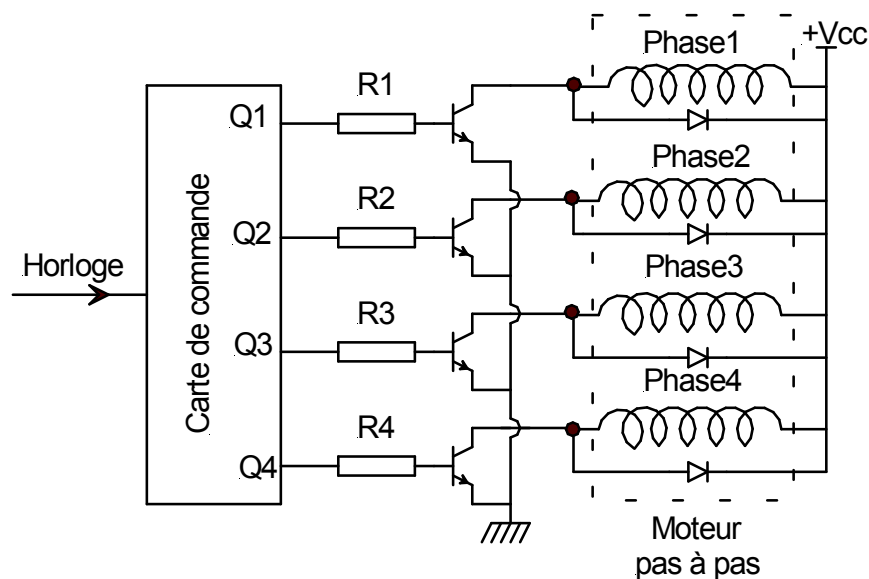 Phase1
+Vcc
R1
Q1
Phase2
R2
Q2
Horloge
Carte de commande
Phase3
R3
Q3
Phase4
R4
Q4
Moteur
pas à pas